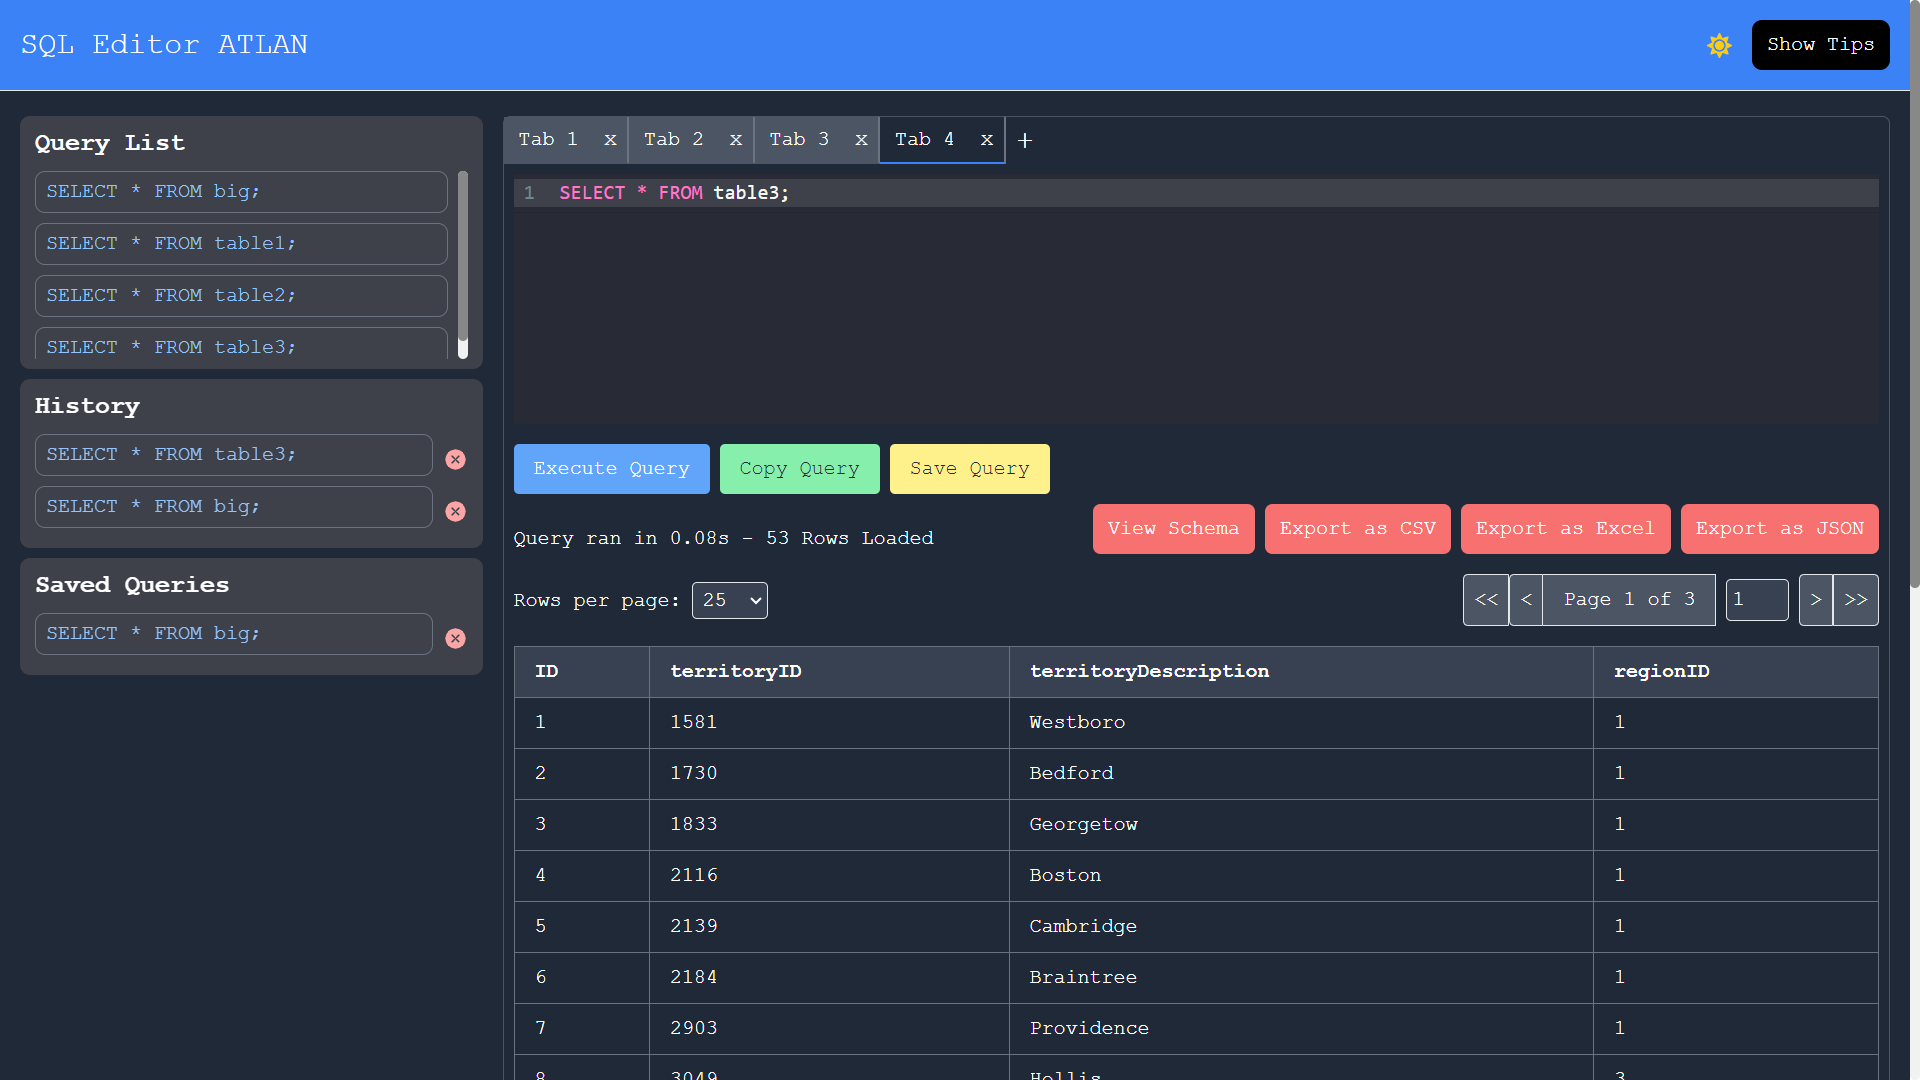 SQL Editor ATLAN
Show Tips
Query List
SELECT * FROM big;
SELECT * FROM table1;
SELECT * FROM table2;
SELECT * FROM table3;
History
SELECT * FROM table3;
SELECT * FROM big;
Saved Queries
SELECT * FROM big;
Tab 1 x Tab 2 x Tab 3 x Tab 4 x +
1 SELECT * FROM table3;
Execute Query Copy Query Save Query
Query ran in 0.08s - 53 Rows Loaded
View Schema Export as CSV Export as Excel Export as JSON
Rows per page: 25
<< < Page 1 of 3 1 > >>
ID territoryID territoryDescription regionID
1 1581 Westboro 1
2 1730 Bedford 1
3 1833 Georgetow 1
4 2116 Boston 1
5 2139 Cambridge 1
6 2184 Braintree 1
7 2903 Providence 1
8 3049 Hollis 3